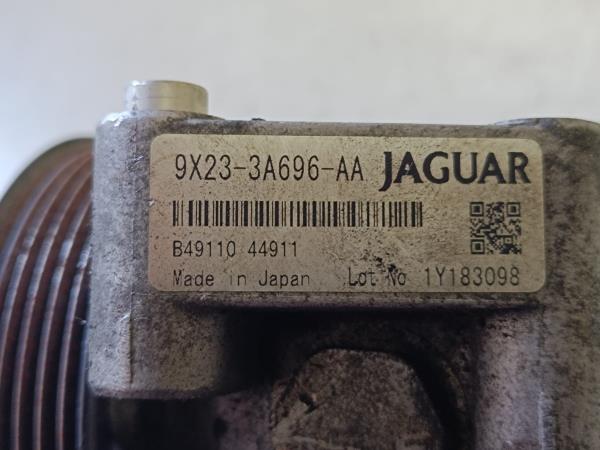 9X23-3A696-AA JAGUAR
B49110 44911
Made in Japan Lot No 1Y183098